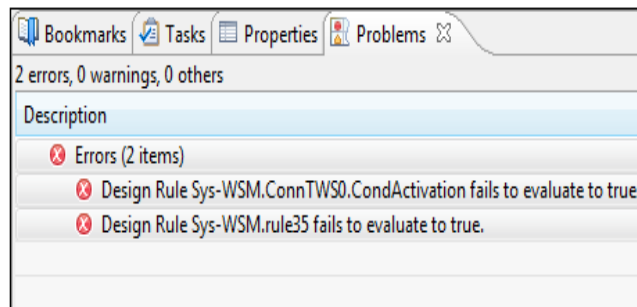 Bookmarks Tasks Properties Problems
2 errors, 0 warnings, 0 others
Description
Errors (2 items)
Design Rule Sys-WSM.ConnTWS0.CondActivation fails to evaluate to true
Design Rule Sys-WSM.rule35 fails to evaluate to true.